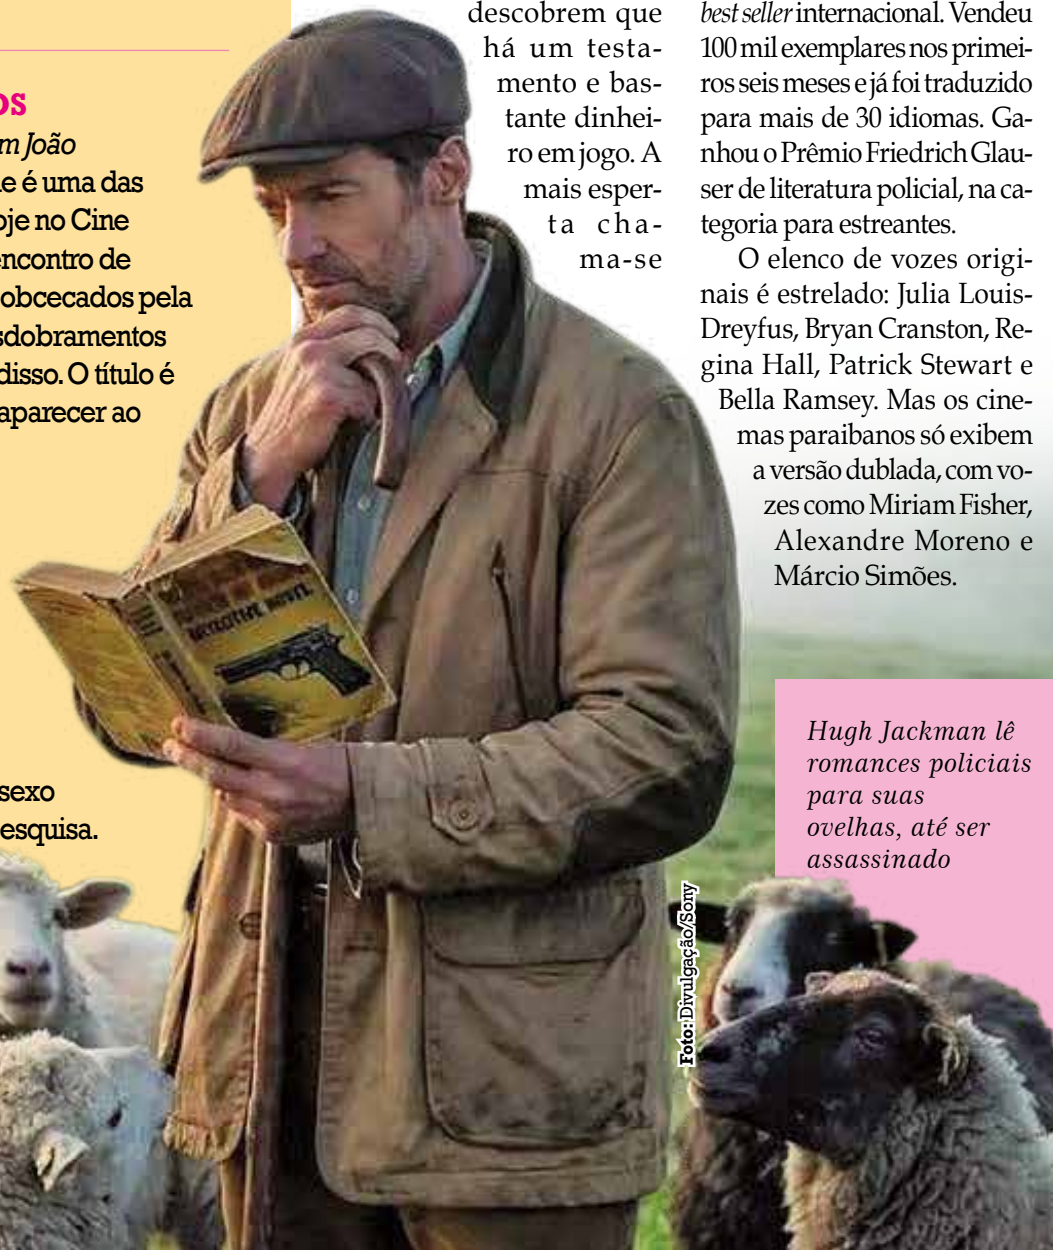 os
m João
e é uma das
oje no Cine
encontro de
obcecados pela
sdobramentos
disso. O título é
aparecer ao
sexo
esquisa.
descobrem que
há um testa-
mento e bas-
tante dinhei-
ro em jogo. A
mais esper-
ta cha-
ma-se
best seller internacional. Vendeu
100 mil exemplares nos primei-
ros seis meses e já foi traduzido
para mais de 30 idiomas. Ga-
nhou o Prêmio Friedrich Glau-
ser de literatura policial, na ca-
tegoria para estreantes.
O elenco de vozes origi-
nais é estrelado: Julia Louis-
Dreyfus, Bryan Cranston, Re-
gina Hall, Patrick Stewart e
Bella Ramsey. Mas os cine-
mas paraibanos só exibem
a versão dublada, com vo-
zes como Miriam Fisher,
Alexandre Moreno e
Márcio Simões.
DETECTIVE NOVEL
Hugh Jackman lê
romances policiais
para suas
ovelhas, até ser
assassinado
Foto: Divulgação/Sony